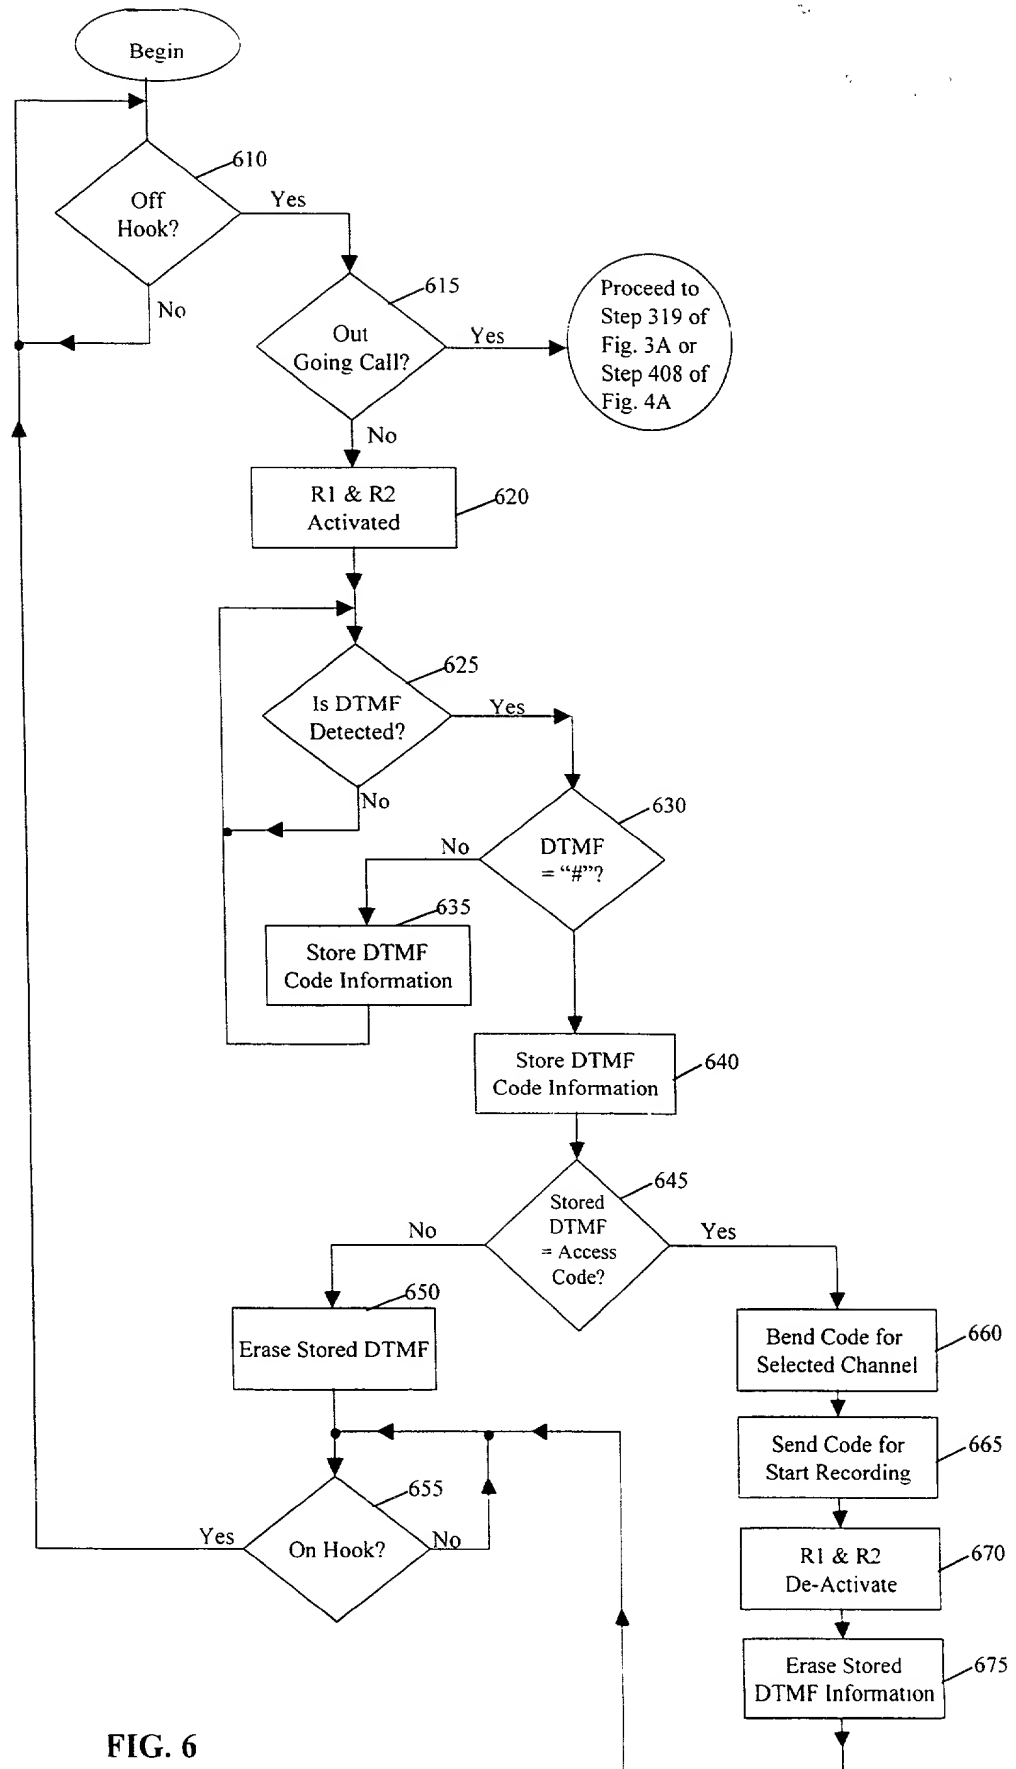 Begin
610
Off
Hook?
Yes
No
615
Out
Going Call?
Yes
No
Proceed to
Step 319 of
Fig. 3A or
Step 408 of
Fig. 4A
R1 & R2
Activated
620
625
Is DTMF
Detected?
Yes
No
630
DTMF
= “#”?
No
635
Store DTMF
Code Information
Store DTMF
Code Information
640
645
Stored
DTMF
= Access
Code?
No
Yes
650
Erase Stored DTMF
Bend Code for
Selected Channel
660
Send Code for
Start Recording
665
655
On Hook?
Yes
No
R1 & R2
De-Activate
670
Erase Stored
DTMF Information
675
FIG. 6